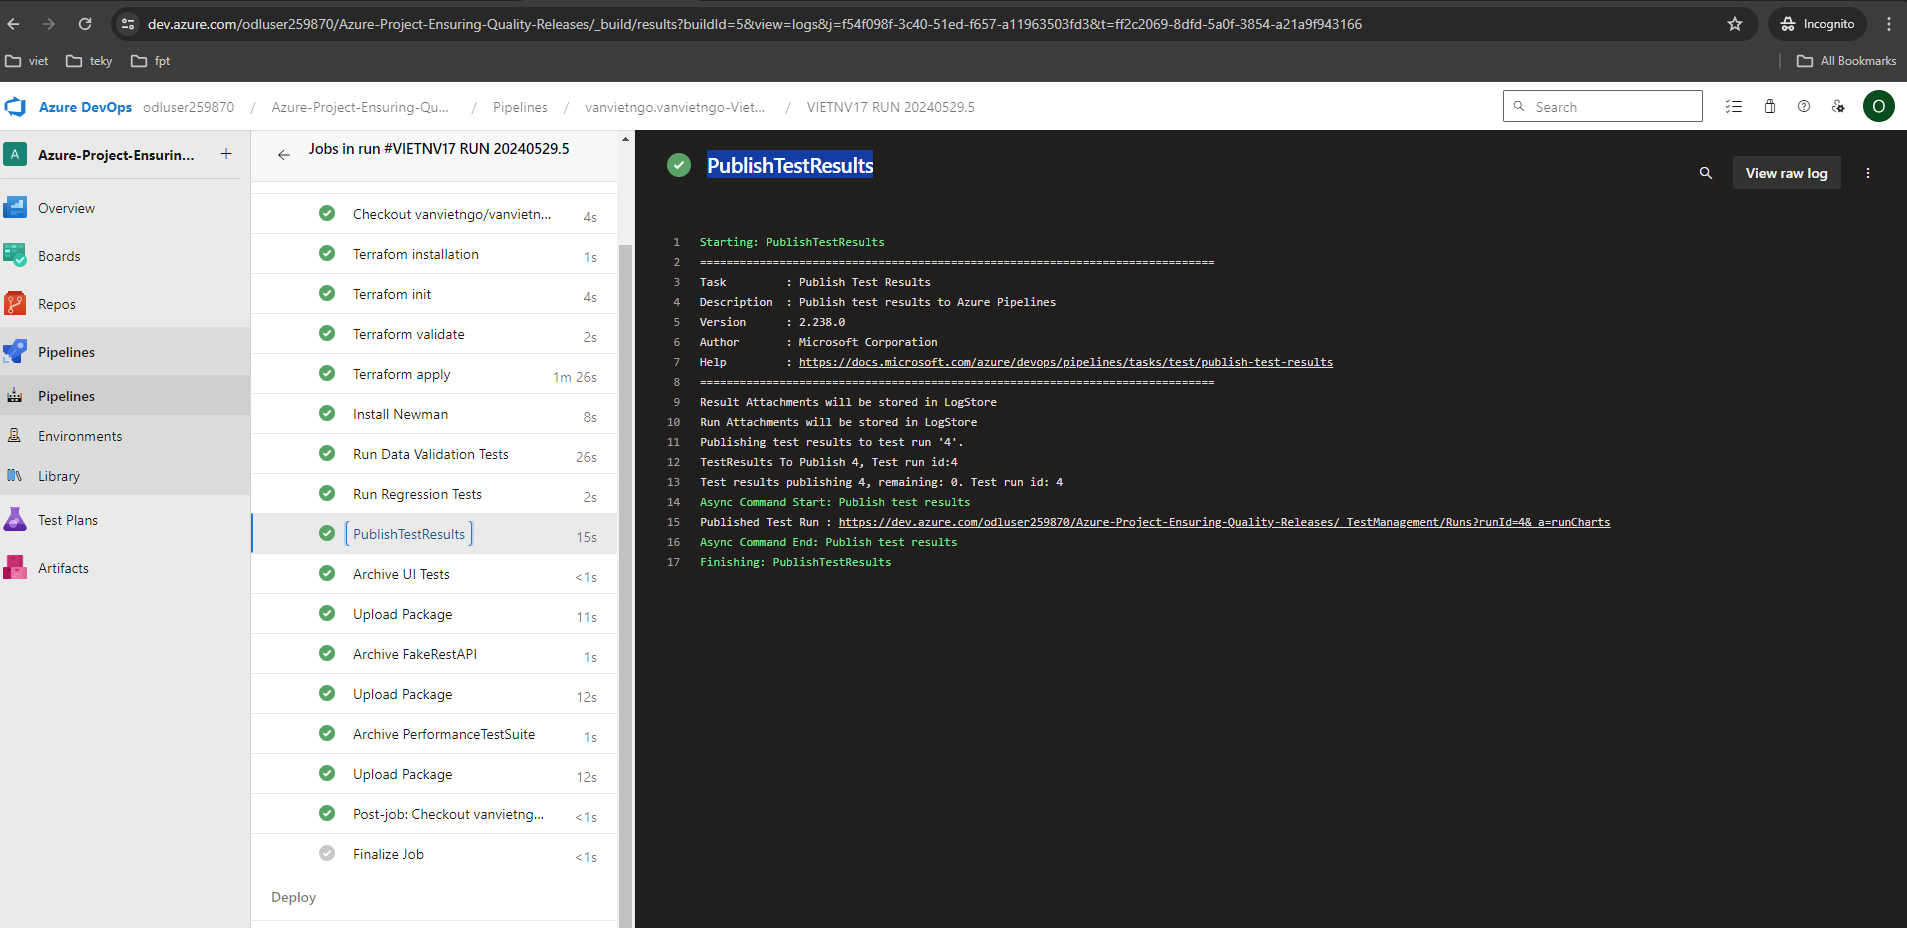 dev.azure.com/odluser259870/Azure-Project-Ensuring-Quality-Releases/_build/results?buildId=5&view=logs&j=f54f098f-3c40-51ed-f657-a11963503fd3&t=ff2c2069-8dfd-5a0f-3854-a21a9f943166
Incognito
viet
teky
fpt
All Bookmarks
Azure DevOps
odluser259870
/
Azure-Project-Ensuring-Qu...
/
Pipelines
/
vanvietngo.vanvietngo-Viet...
/
VIETNV17 RUN 20240529.5
Search
O
A
Azure-Project-Ensurin...
+
Overview
Boards
Repos
Pipelines
Pipelines
Environments
Library
Test Plans
Artifacts
Jobs in run #VIETNV17 RUN 20240529.5
Checkout vanvietngo/vanvietn... 4s
Terrafom installation 1s
Terrafom init 4s
Terraform validate 2s
Terraform apply 1m 26s
Install Newman 8s
Run Data Validation Tests 26s
Run Regression Tests 2s
PublishTestResults 15s
Archive UI Tests <1s
Upload Package 11s
Archive FakeRestAPI 1s
Upload Package 12s
Archive PerformanceTestSuite 1s
Upload Package 12s
Post-job: Checkout vanvietng... <1s
Finalize Job <1s
Deploy
PublishTestResults
View raw log
1 Starting: PublishTestResults
2 ==============================================================================
3 Task : Publish Test Results
4 Description : Publish test results to Azure Pipelines
5 Version : 2.238.0
6 Author : Microsoft Corporation
7 Help : https://docs.microsoft.com/azure/devops/pipelines/tasks/test/publish-test-results
8 ==============================================================================
9 Result Attachments will be stored in LogStore
10 Run Attachments will be stored in LogStore
11 Publishing test results to test run '4'.
12 TestResults To Publish 4, Test run id:4
13 Test results publishing 4, remaining: 0. Test run id: 4
14 Async Command Start: Publish test results
15 Published Test Run : https://dev.azure.com/odluser259870/Azure-Project-Ensuring-Quality-Releases/_TestManagement/Runs?runId=4&_a=runCharts
16 Async Command End: Publish test results
17 Finishing: PublishTestResults